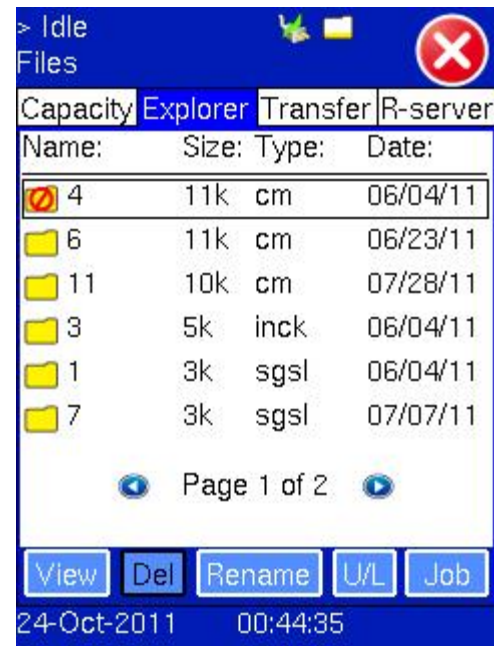 > Idle
Files
Capacity Explorer Transfer R-server
Name: Size: Type: Date:
4 11k cm 06/04/11
6 11k cm 06/23/11
11 10k cm 07/28/11
3 5k inck 06/04/11
1 3k sgsl 06/04/11
7 3k sgsl 07/07/11
Page 1 of 2
View Del Rename U/L Job
24-Oct-2011 00:44:35